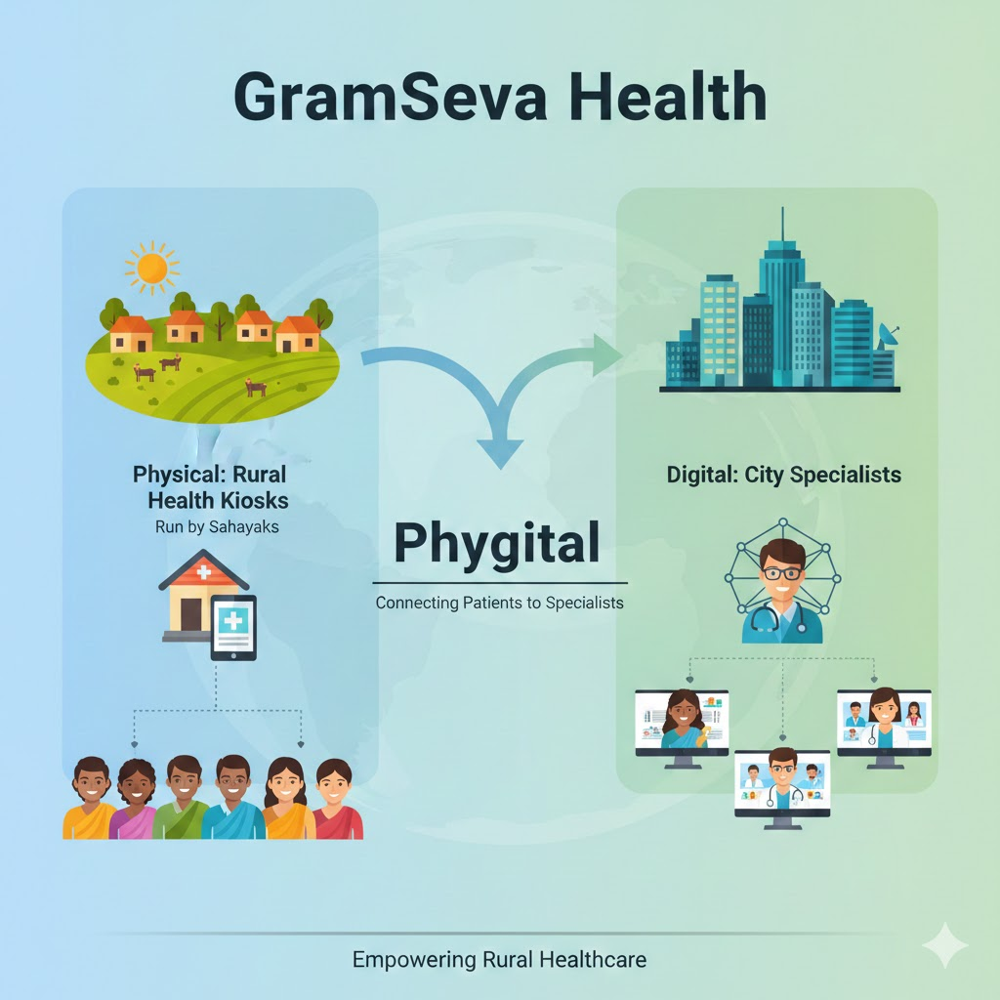 GramSeva Health
Physical: Rural
Health Kiosks
Run by Sahayaks
Phygital
Connecting Patients to Specialists
Digital: City Specialists
Empowering Rural Healthcare